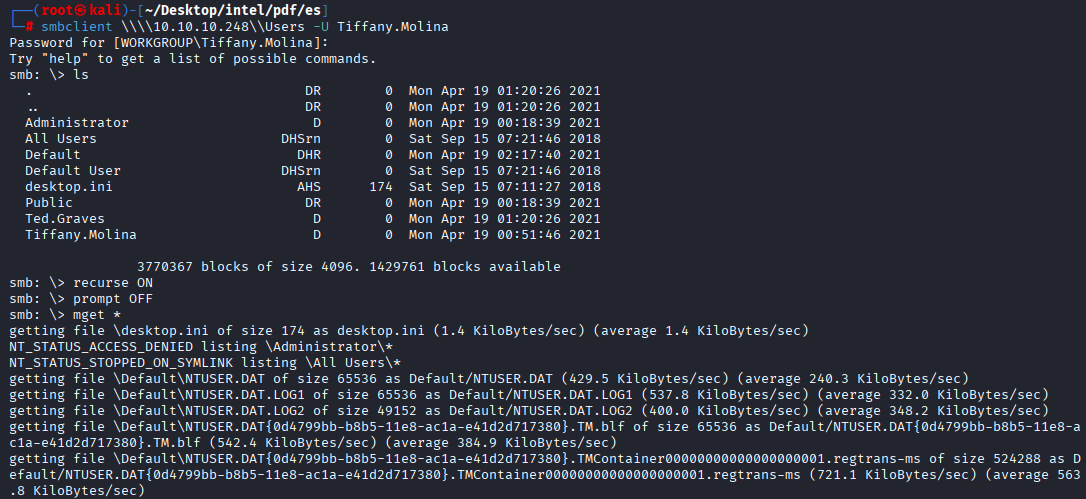 ┌──(root㉿kali)-[~/Desktop/intel/pdf/es]
└─# smbclient \\\\10.10.10.248\\Users -U Tiffany.Molina
Password for [WORKGROUP\Tiffany.Molina]:
Try "help" to get a list of possible commands.
smb: \> ls
  .                                  DR        0  Mon Apr 19 01:20:26 2021
  ..                                 DR        0  Mon Apr 19 01:20:26 2021
  Administrator                       D        0  Mon Apr 19 00:18:39 2021
  All Users                       DHSrn        0  Sat Sep 15 07:21:46 2018
  Default                           DHR        0  Mon Apr 19 02:17:40 2021
  Default User                    DHSrn        0  Sat Sep 15 07:21:46 2018
  desktop.ini                       AHS      174  Sat Sep 15 07:11:27 2018
  Public                             DR        0  Mon Apr 19 00:18:39 2021
  Ted.Graves                          D        0  Mon Apr 19 01:20:26 2021
  Tiffany.Molina                      D        0  Mon Apr 19 00:51:46 2021
                3770367 blocks of size 4096. 1429761 blocks available
smb: \> recurse ON
smb: \> prompt OFF
smb: \> mget *
getting file \desktop.ini of size 174 as desktop.ini (1.4 KiloBytes/sec) (average 1.4 KiloBytes/sec)
NT_STATUS_ACCESS_DENIED listing \Administrator\*
NT_STATUS_STOPPED_ON_SYMLINK listing \All Users\*
getting file \Default\NTUSER.DAT of size 65536 as Default/NTUSER.DAT (429.5 KiloBytes/sec) (average 240.3 KiloBytes/sec)
getting file \Default\NTUSER.DAT.LOG1 of size 65536 as Default/NTUSER.DAT.LOG1 (537.8 KiloBytes/sec) (average 332.0 KiloBytes/sec)
getting file \Default\NTUSER.DAT.LOG2 of size 49152 as Default/NTUSER.DAT.LOG2 (400.0 KiloBytes/sec) (average 348.2 KiloBytes/sec)
getting file \Default\NTUSER.DAT{0d4799bb-b8b5-11e8-ac1a-e41d2d717380}.TM.blf of size 65536 as Default/NTUSER.DAT{0d4799bb-b8b5-11e8-a
c1a-e41d2d717380}.TM.blf (542.4 KiloBytes/sec) (average 384.9 KiloBytes/sec)
getting file \Default\NTUSER.DAT{0d4799bb-b8b5-11e8-ac1a-e41d2d717380}.TMContainer00000000000000000001.regtrans-ms of size 524288 as D
efault/NTUSER.DAT{0d4799bb-b8b5-11e8-ac1a-e41d2d717380}.TMContainer00000000000000000001.regtrans-ms (721.1 KiloBytes/sec) (average 563
.8 KiloBytes/sec)